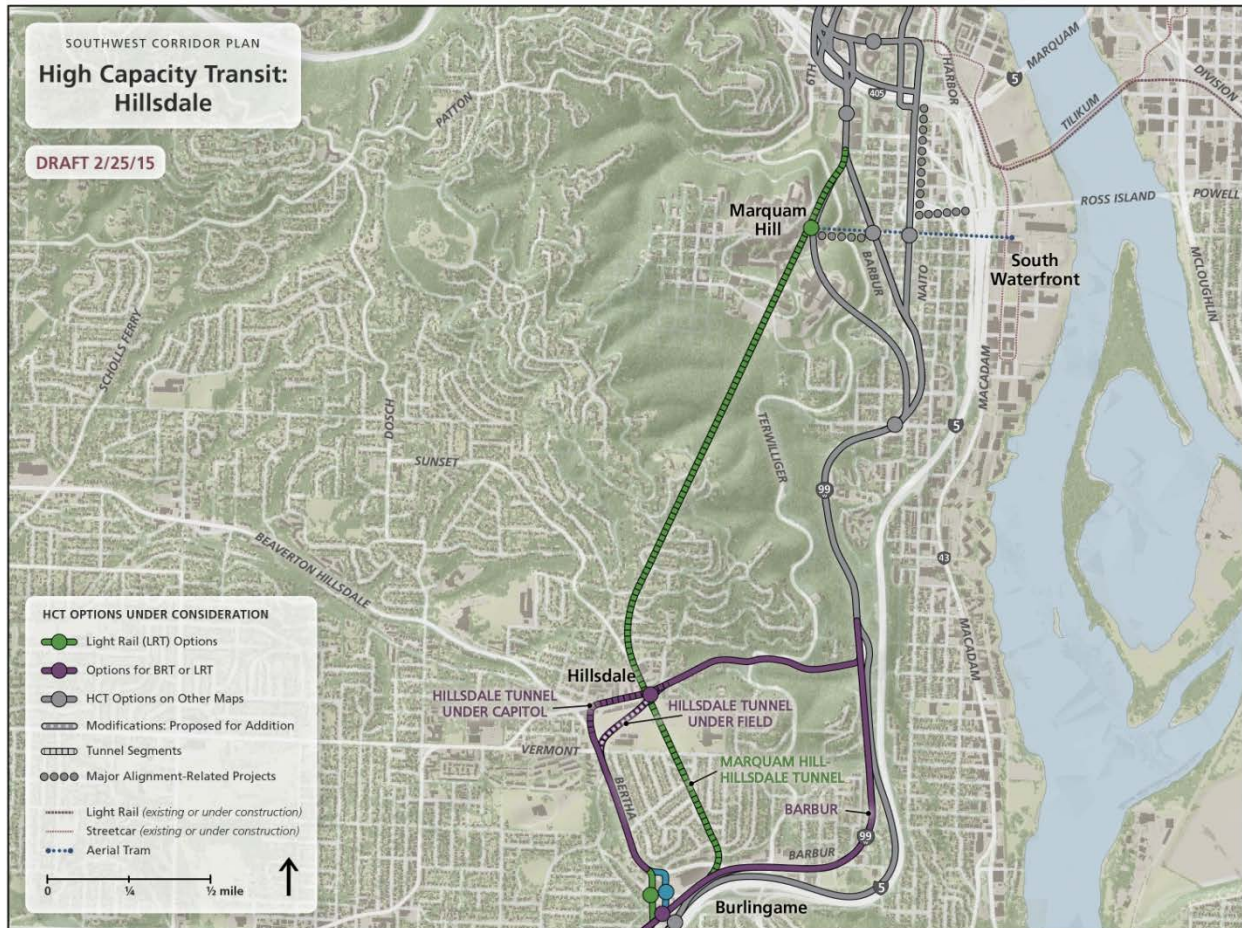 SOUTHWEST CORRIDOR PLAN
High Capacity Transit:
Hillsdale
DRAFT 2/25/15
PATTON
6TH
405
HARBOR
MARQUAM
5
DIVISION
TILIKUM
ROSS ISLAND
POWELL
Marquam
Hill
BARBUR
NAITO
South
Waterfront
MCLOUGHLIN
SCHOLLS FERRY
DOSCH
SUNSET
TERWILLIGER
MACADAM
5
99
43
BEAVERTON HILLSDALE
MACADAM
Hillsdale
HILLSDALE TUNNEL
UNDER CAPITOL
HILLSDALE TUNNEL
UNDER FIELD
VERMONT
MARQUAM HILL-
HILLSDALE TUNNEL
BERTHA
BARBUR
99
BARBUR
5
Burlingame
HCT OPTIONS UNDER CONSIDERATION
Light Rail (LRT) Options
Options for BRT or LRT
HCT Options on Other Maps
Modifications: Proposed for Addition
Tunnel Segments
Major Alignment-Related Projects
Light Rail (existing or under construction)
Streetcar (existing or under construction)
Aerial Tram
0 ¼ ½ mile